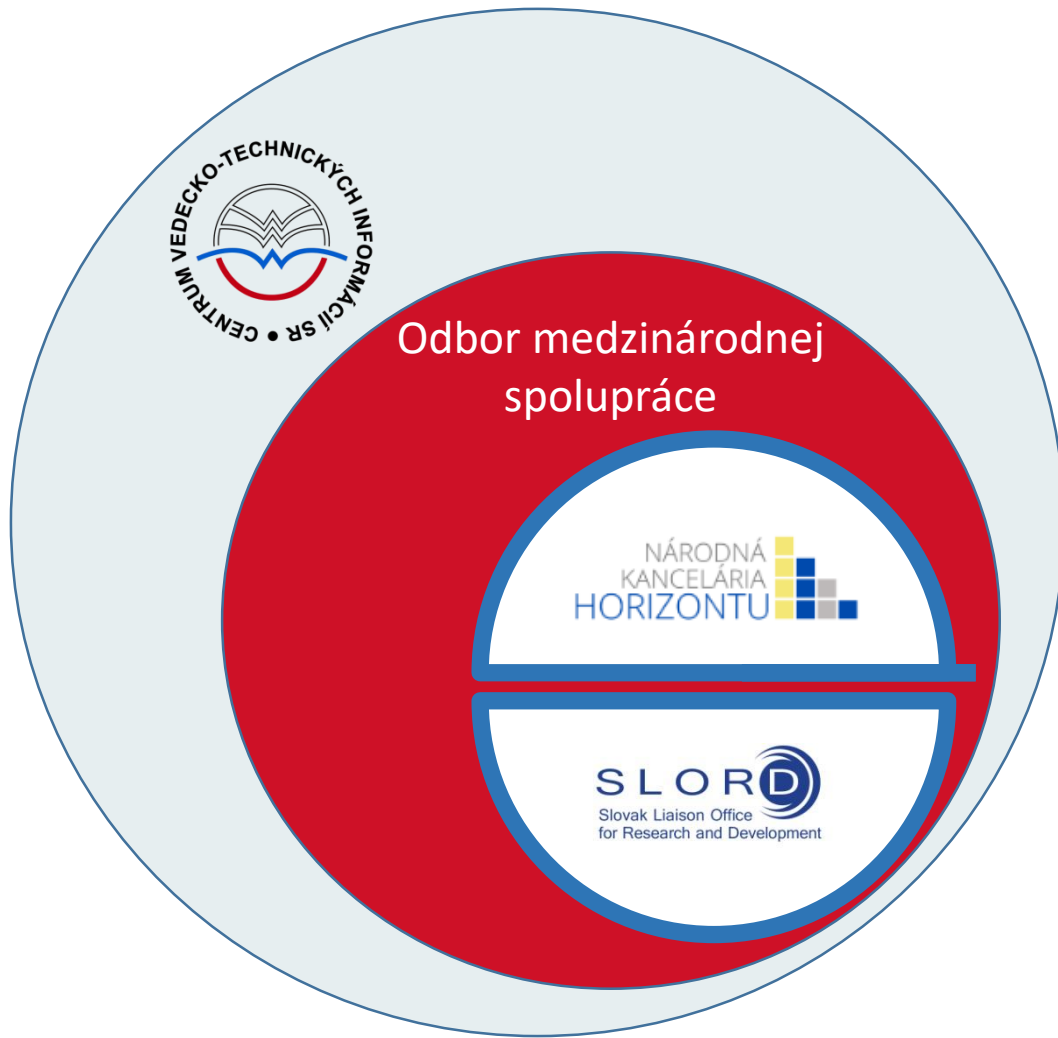 CENTRUM VEDECKO-TECHNICKÝCH INFORMÁCIÍ SR •
Odbor medzinárodnej
spolupráce
NÁRODNÁ
KANCELÁRIA
HORIZONTU
SLORD
Slovak Liaison Office
for Research and Development